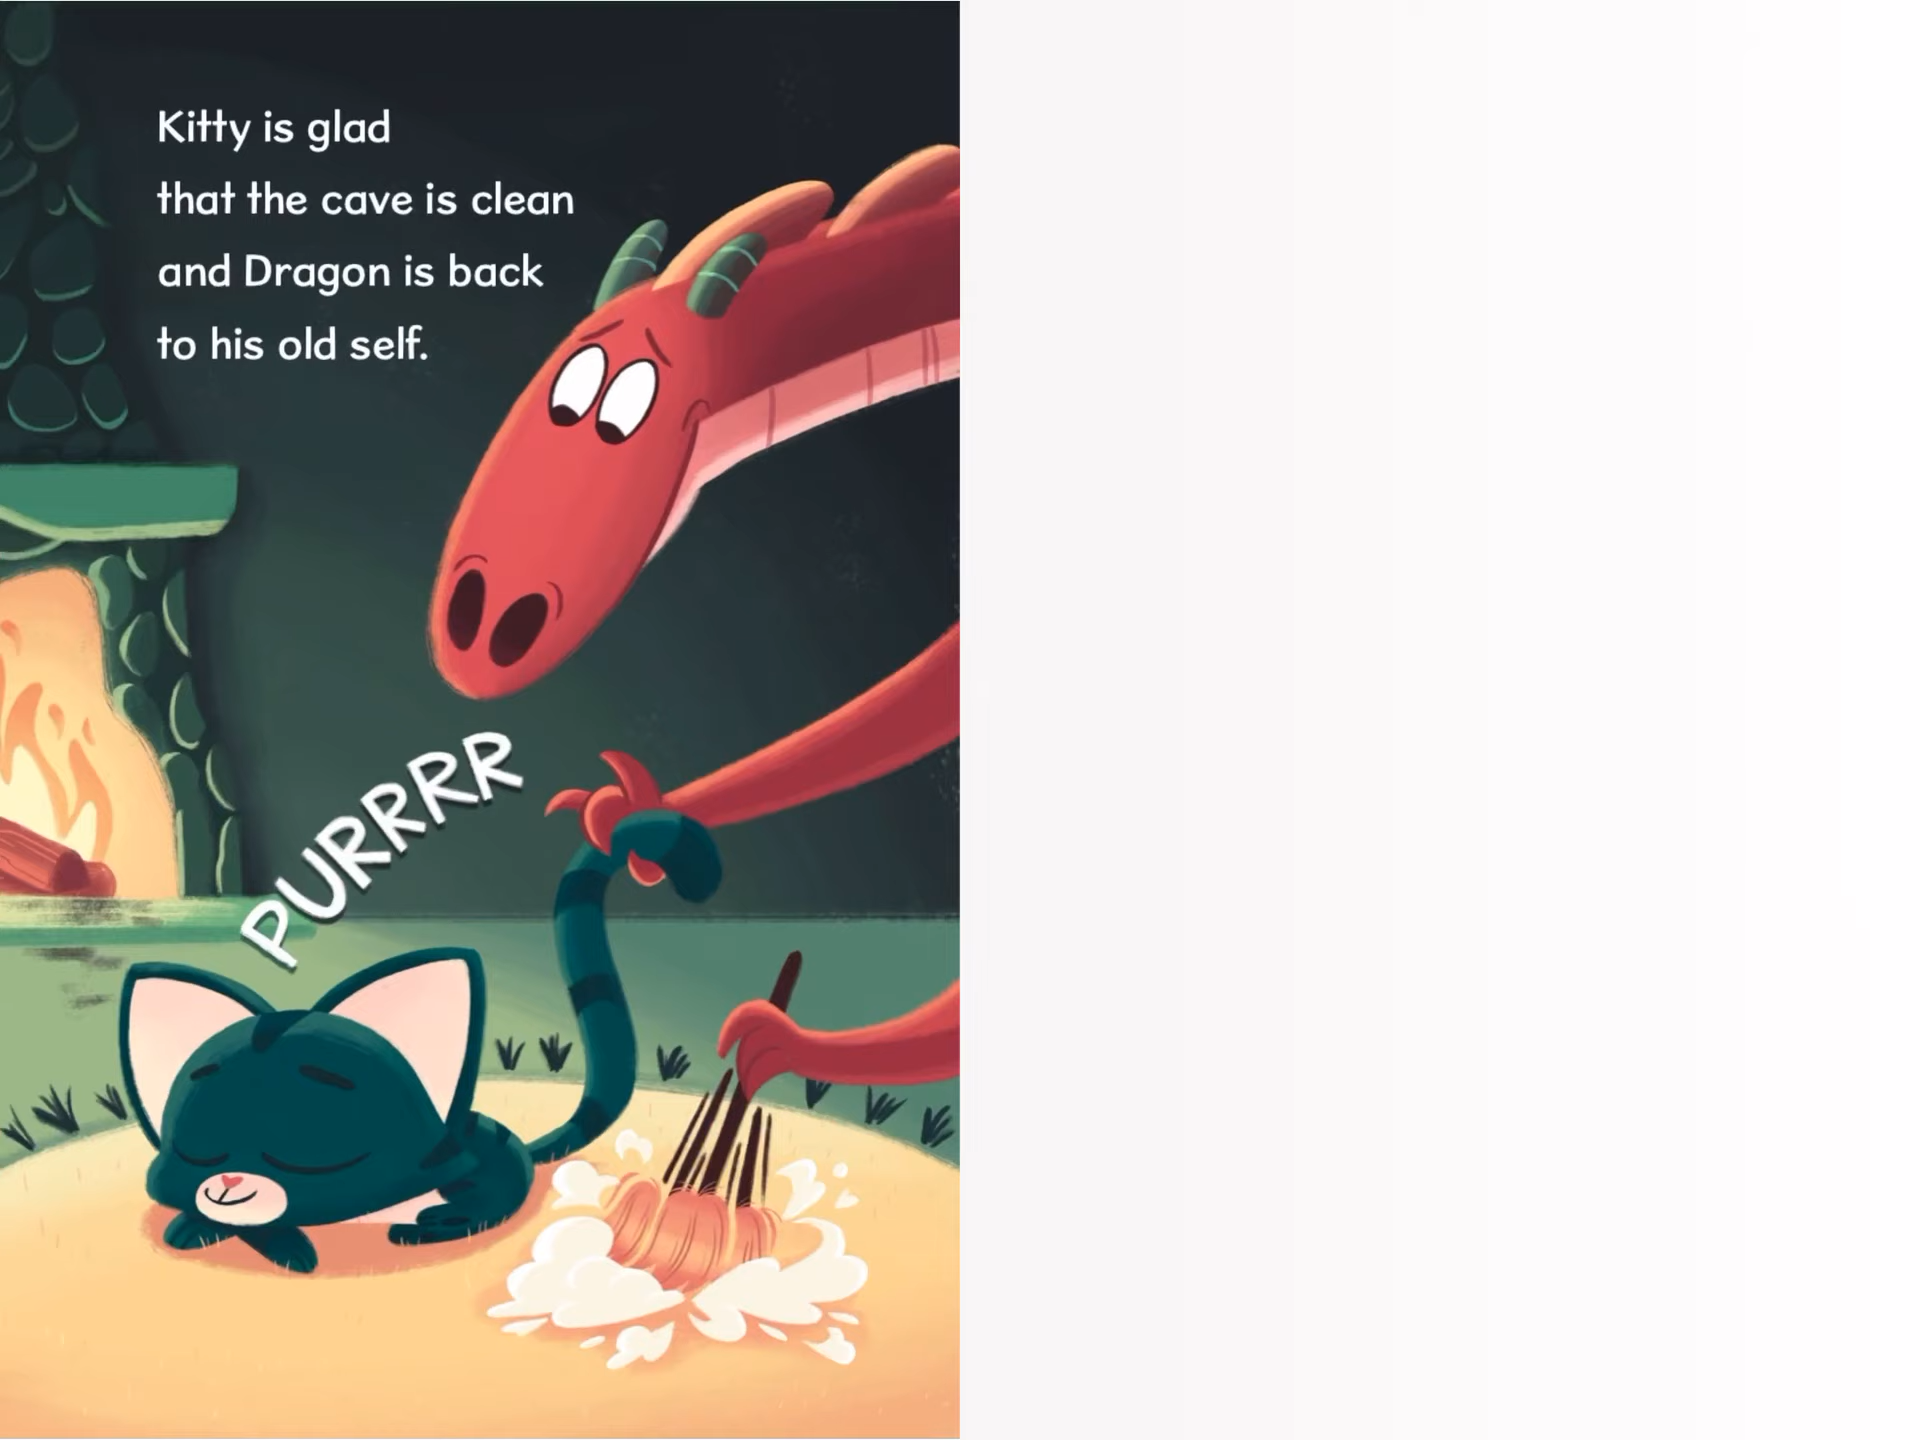 Kitty is glad
that the cave is clean
and Dragon is back
to his old self.
PURRRR